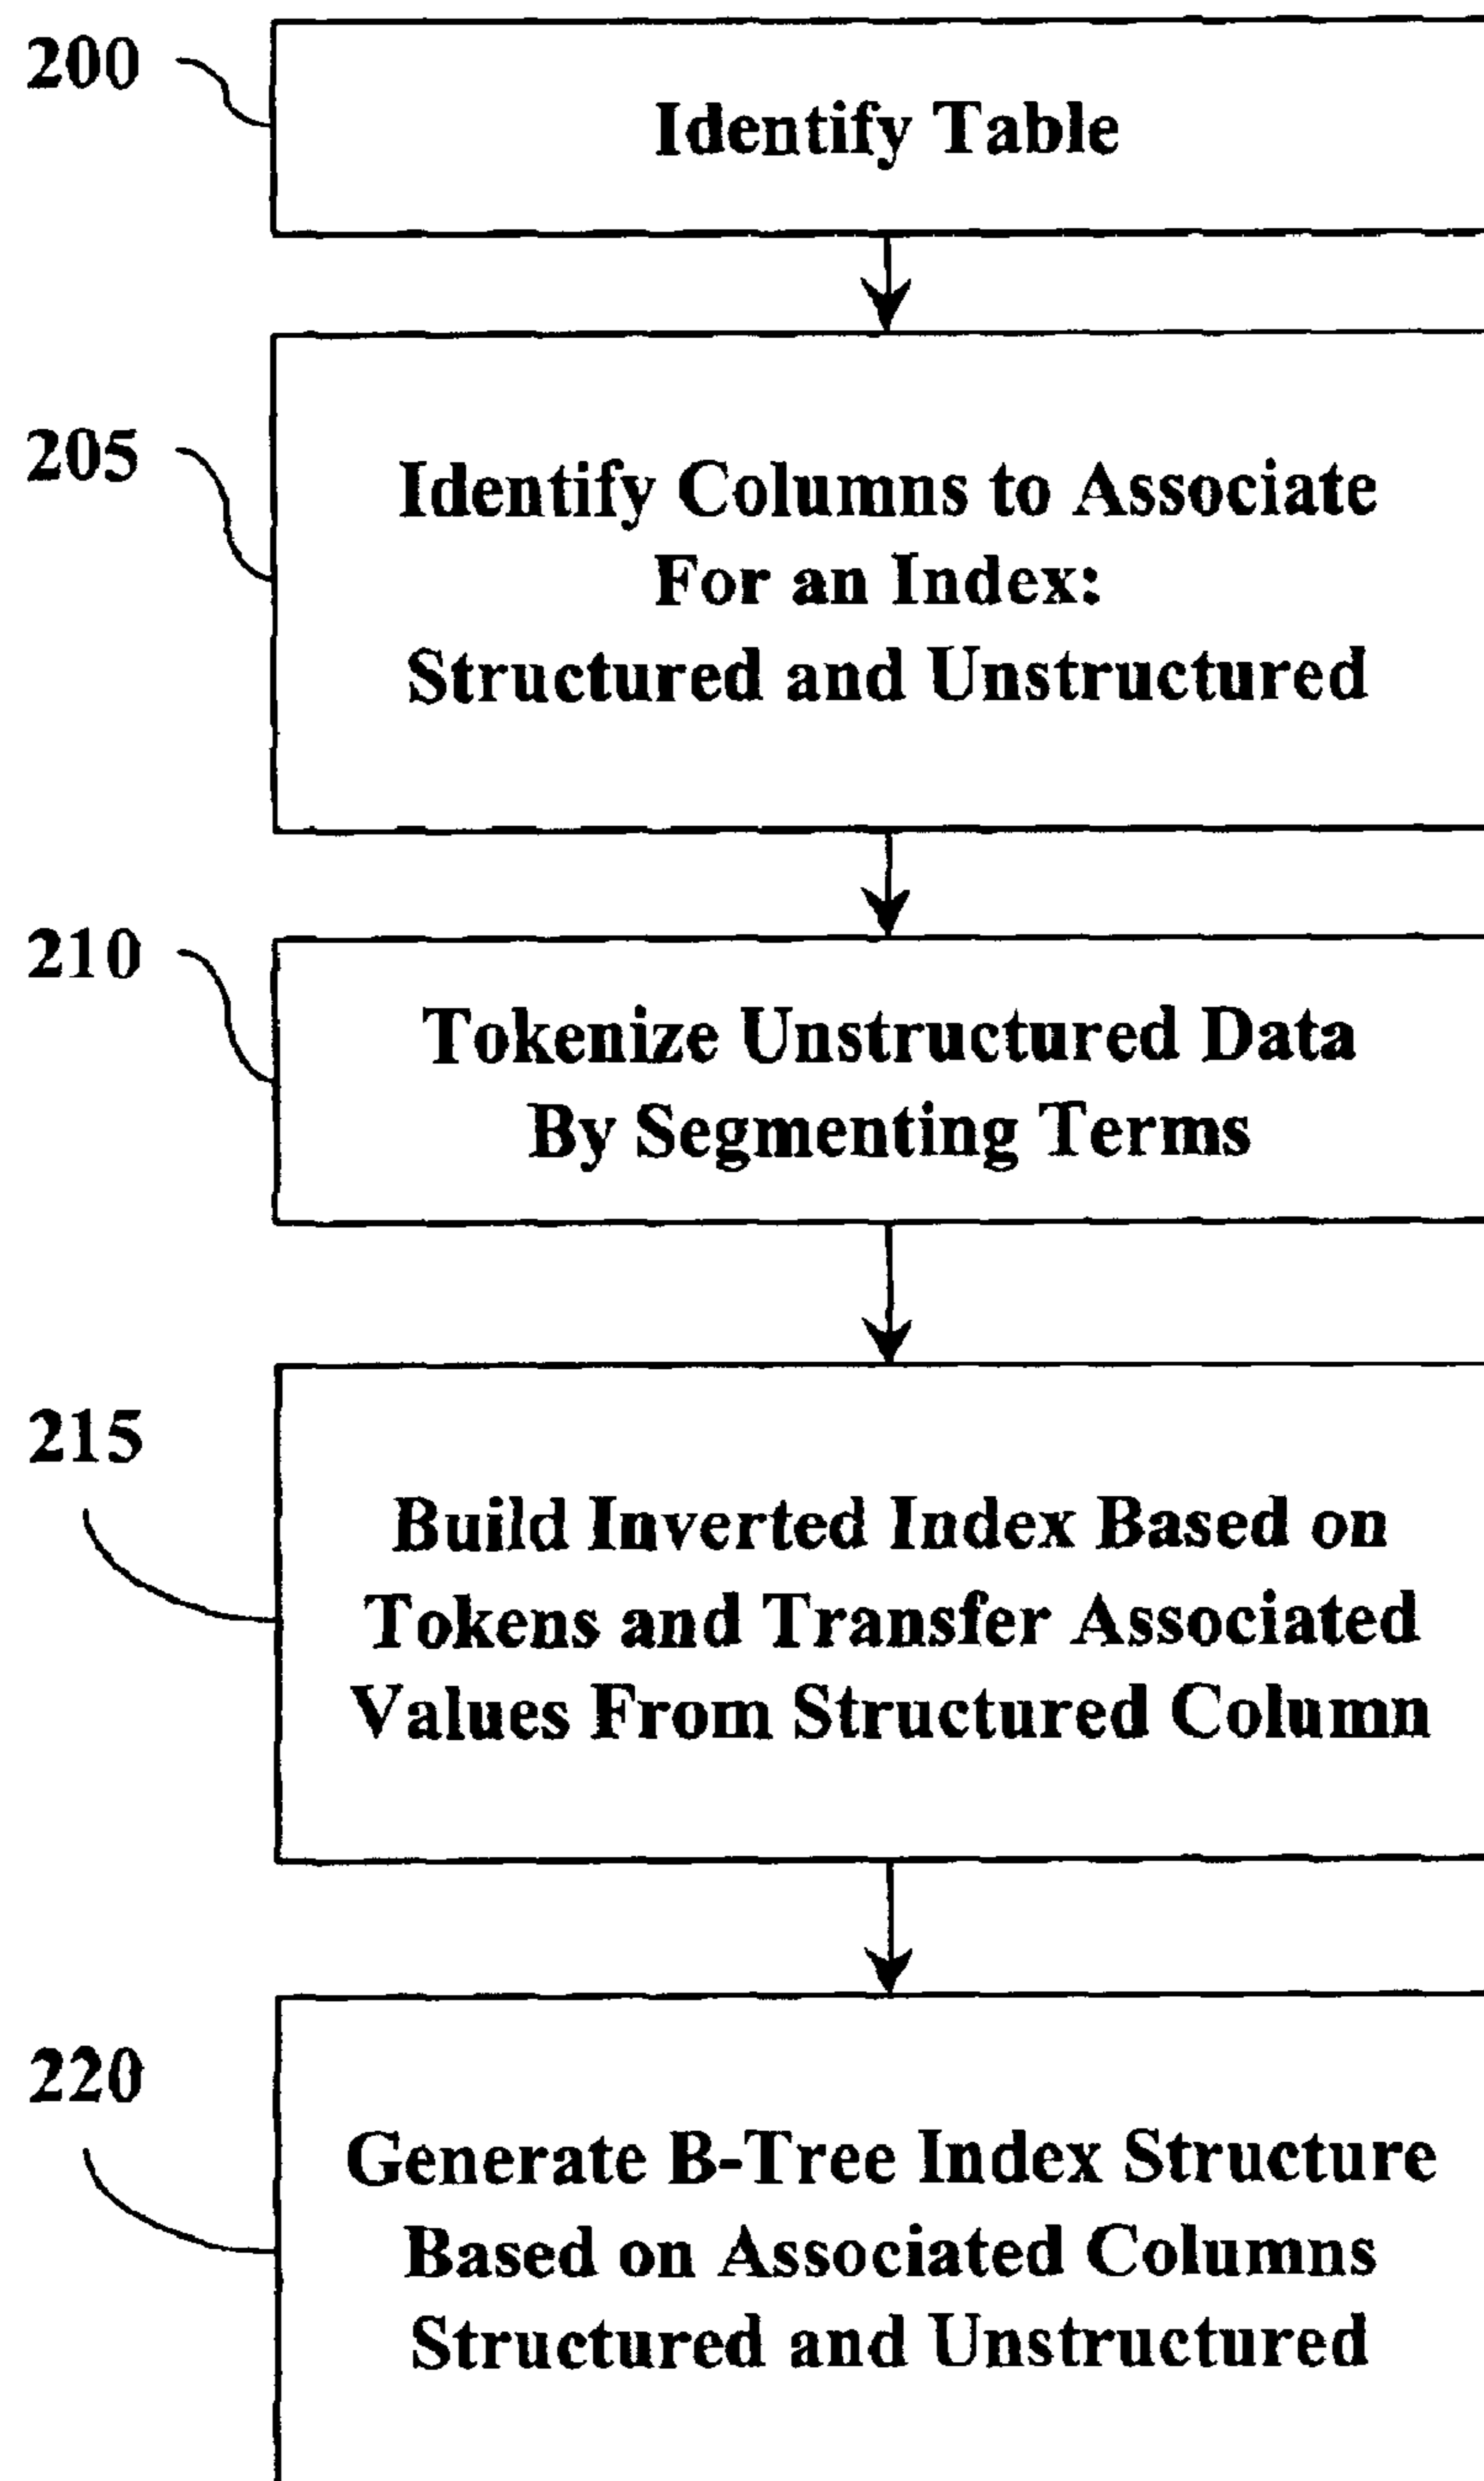 200
Identify Table
205
Identify Columns to Associate
For an Index:
Structured and Unstructured
210
Tokenize Unstructured Data
By Segmenting Terms
215
Build Inverted Index Based on
Tokens and Transfer Associated
Values From Structured Column
220
Generate B-Tree Index Structure
Based on Associated Columns
Structured and Unstructured